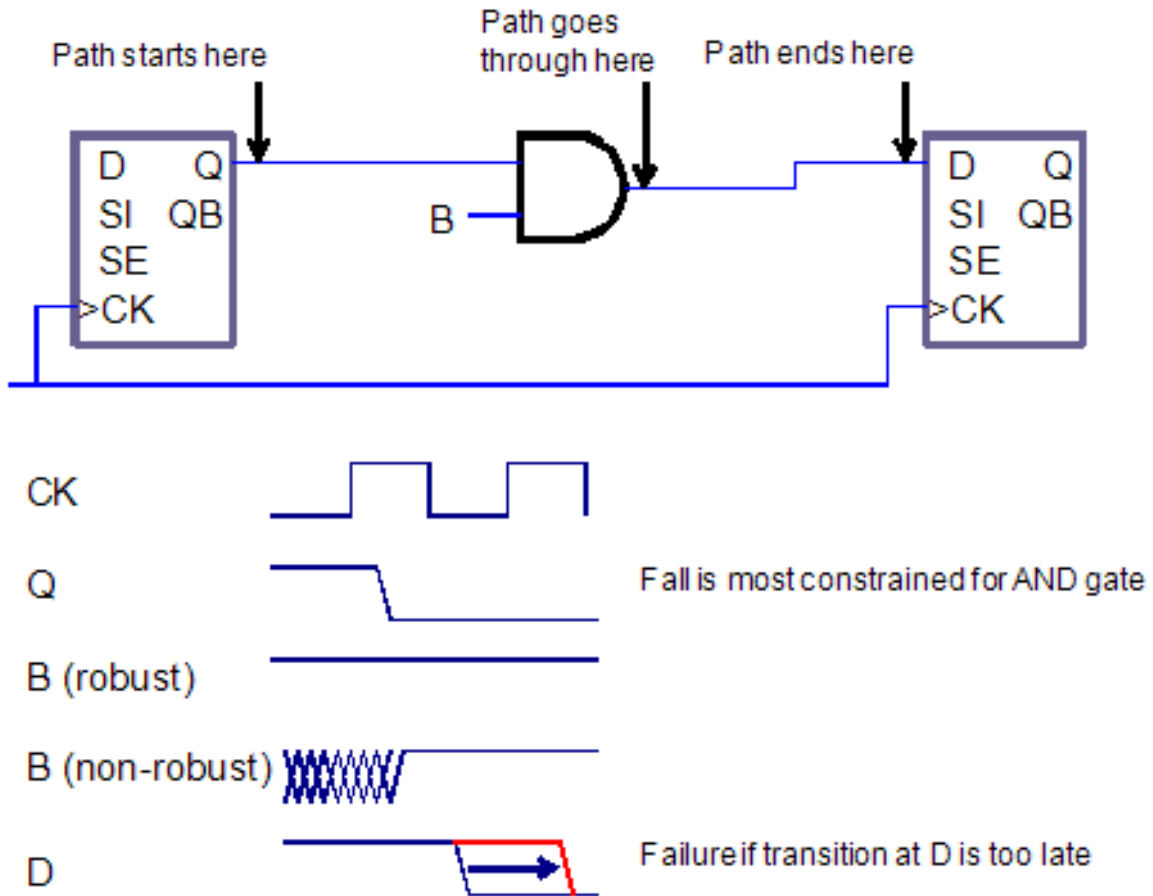 Path starts here
Path goes
through here
Path ends here
D Q
SI QB
SE
>CK
B
D Q
SI QB
SE
>CK
CK
Q
Fall is most constrained for AND gate
B (robust)
B (non-robust)
D
Failure if transition at D is too late